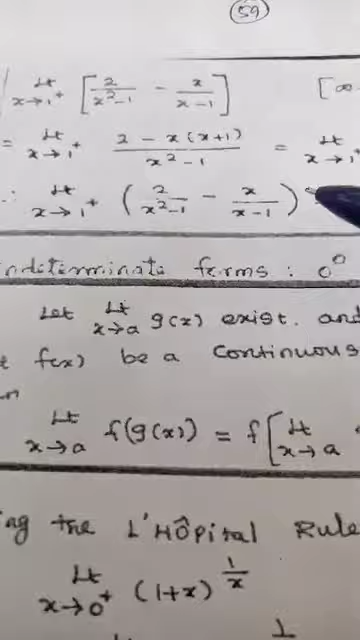 59
Lt x→1+ [2/(x²-1) - x/(x-1)] [∞
= Lt x→1+ (2 - x(x+1))/(x²-1) = Lt x→1+
∴ Lt x→1+ (2/(x²-1) - x/(x-1))
ndeterminate forms : 0⁰
Let Lt x→a g(x) exist. and
f(x) be a continuous
n
Lt x→a f(g(x)) = f[Lt x→a
ing the L'Hôpital Rule
Lt x→0+ (1+x)^(1/x)
1